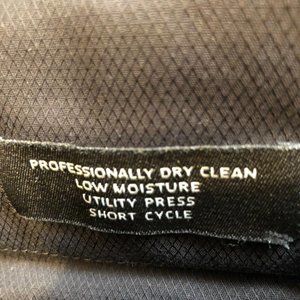 PROFESSIONALLY DRY CLEAN
LOW MOISTURE
UTILITY PRESS
SHORT CYCLE